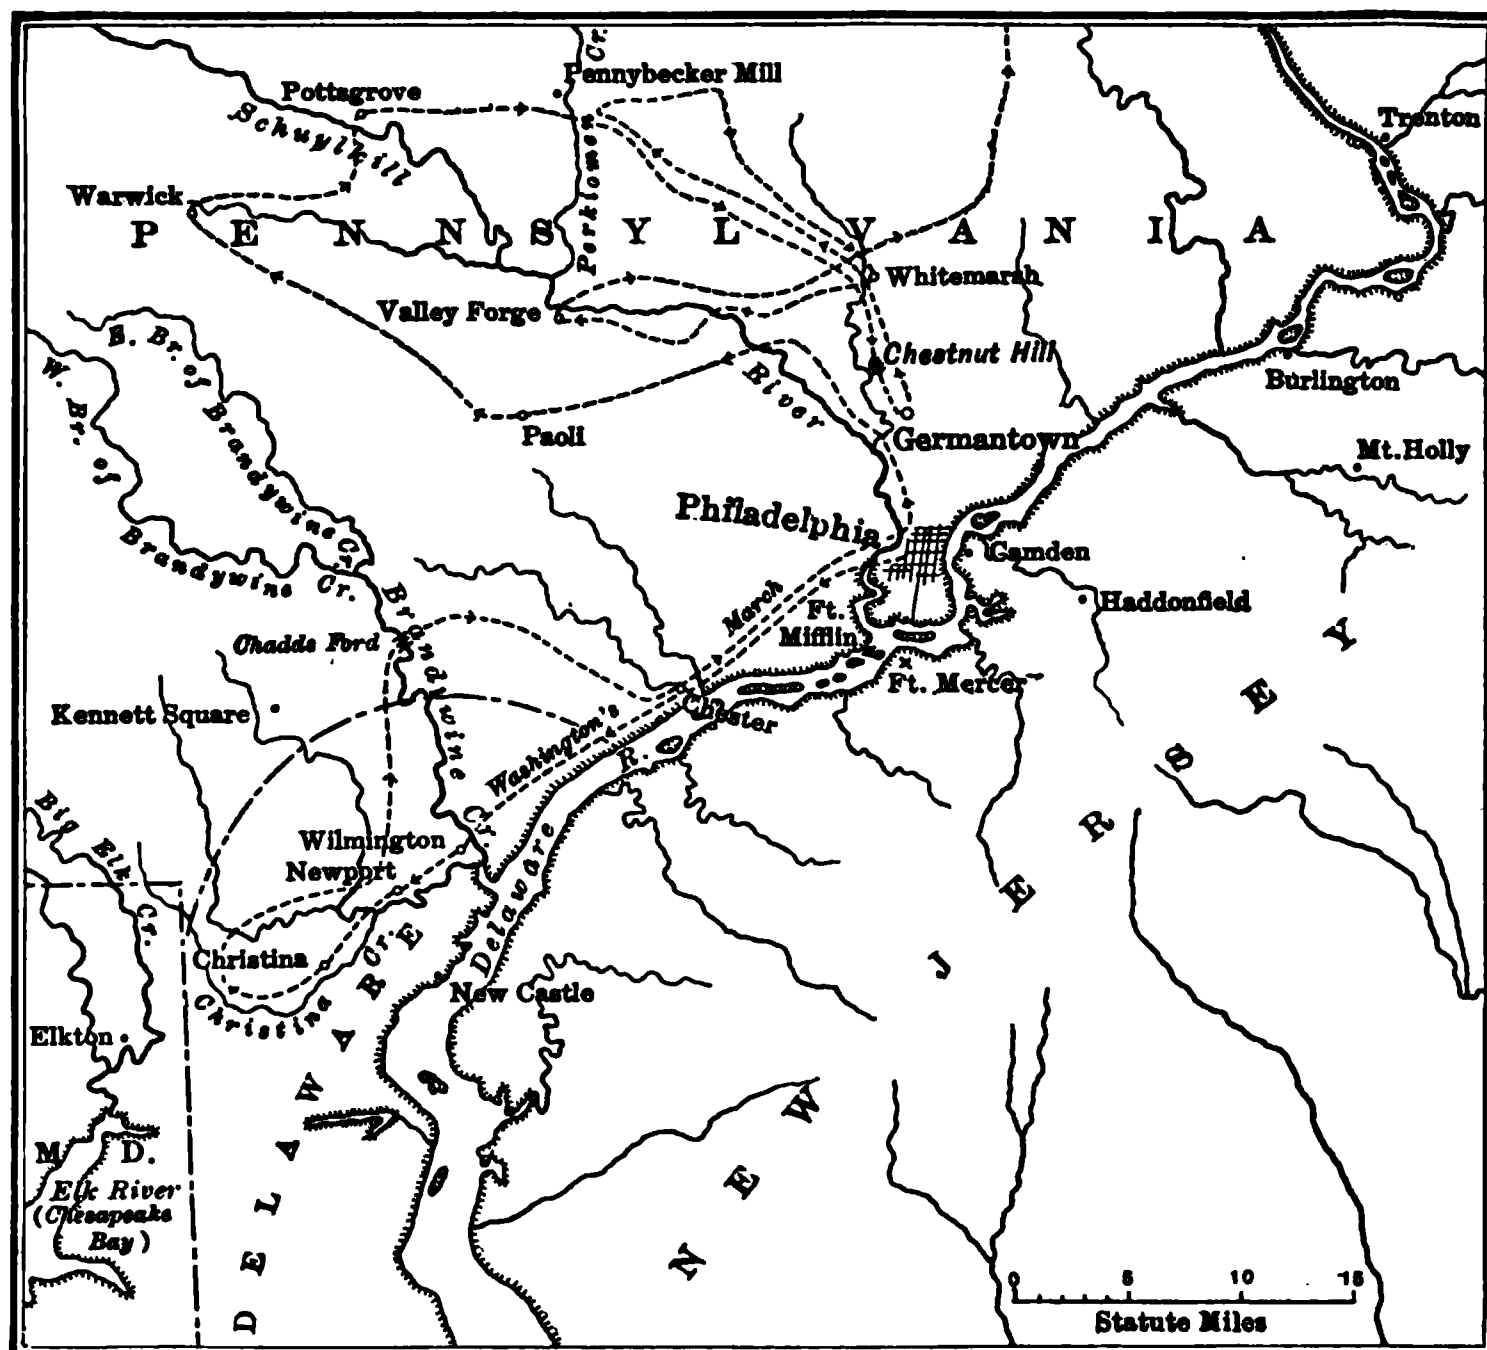 Pennybecker Mill
Pottsgrove
Schuylkill
Perkiomen Cr.
Trenton
Warwick
PENNSYLVANIA
Whitemarsh
Valley Forge
Chestnut Hill
River
E. Br. of Brandywine Cr.
W. Br. of Brandywine Cr.
Burlington
Paoli
Germantown
Mt. Holly
Philadelphia
Camden
March
Ft.
Mifflin
Haddonfield
Chadds Ford
Brandywine Cr.
Ft. Mercer
Kennett Square
Chester
Washington's
R.
Big Elk Cr.
Wilmington
Newport
Delaware
Christina
Christina Cr.
New Castle
Elkton
DELAWARE
NEW JERSEY
MD.
Elk River
(Chesapeake
Bay)
0 5 10 15
Statute Miles